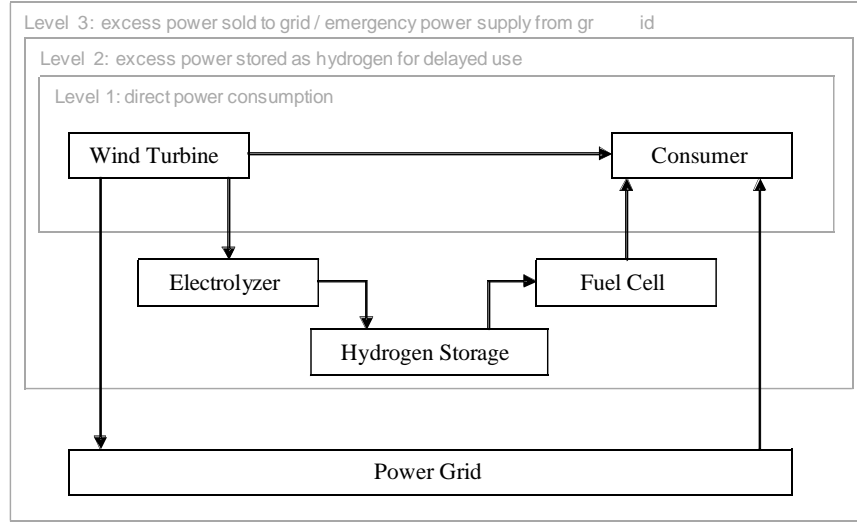 Level 3: excess power sold to grid / emergency power supply from gr id
Level 2: excess power stored as hydrogen for delayed use
Level 1: direct power consumption
Wind Turbine
Consumer
Electrolyzer
Fuel Cell
Hydrogen Storage
Power Grid